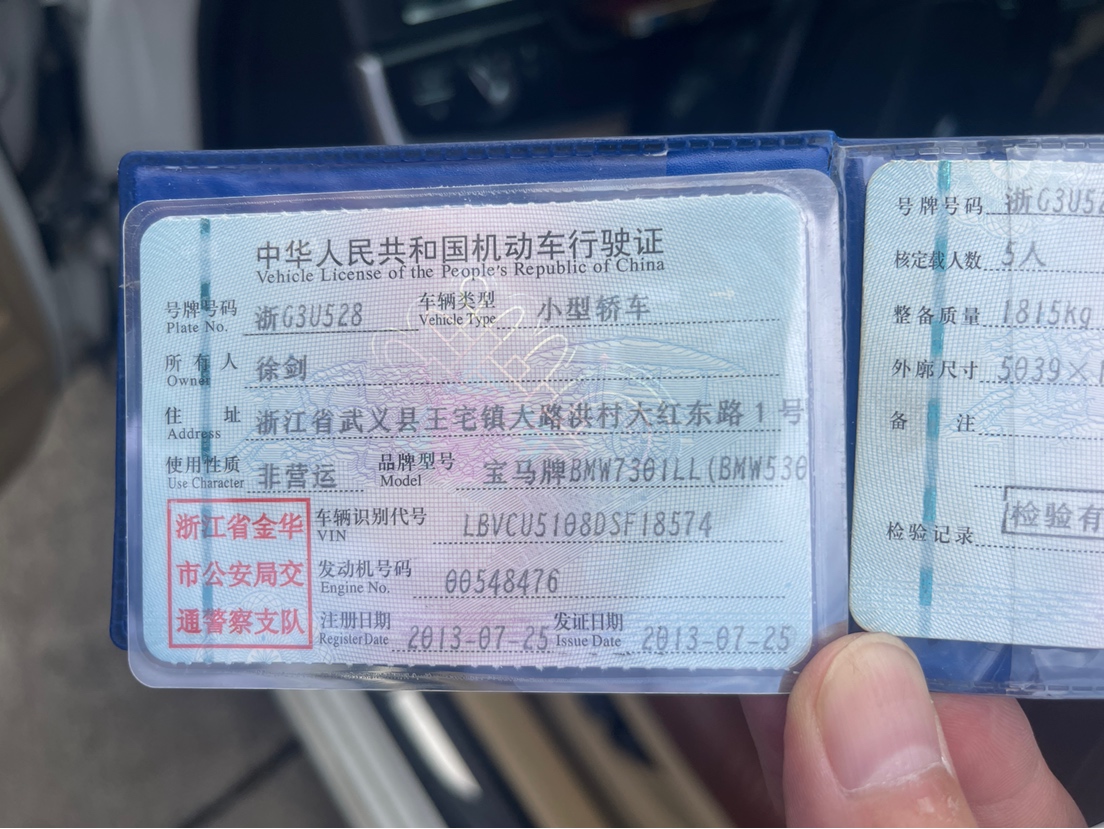 中华人民共和国机动车行驶证
Vehicle License of the People's Republic of China
号牌号码 浙G3U528 车辆类型 小型轿车
Plate No. Vehicle Type
所有人 徐剑
Owner
住址 浙江省武义县王宅镇大路洪村大红东路1号
Address
使用性质 非营运 品牌型号 宝马牌BMW7301LL(BMW530
Use Character Model
浙江省金华
市公安局交
通警察支队
车辆识别代号 LBVCU5108DSF18574
VIN
发动机号码 00548476
Engine No.
注册日期 2013-07-25 发证日期 2013-07-25
Register Date Issue Date
号牌号码 浙G3U52
核定载人数 5人
整备质量 1815kg
外廓尺寸 5039×1
备注
检验记录 检验有